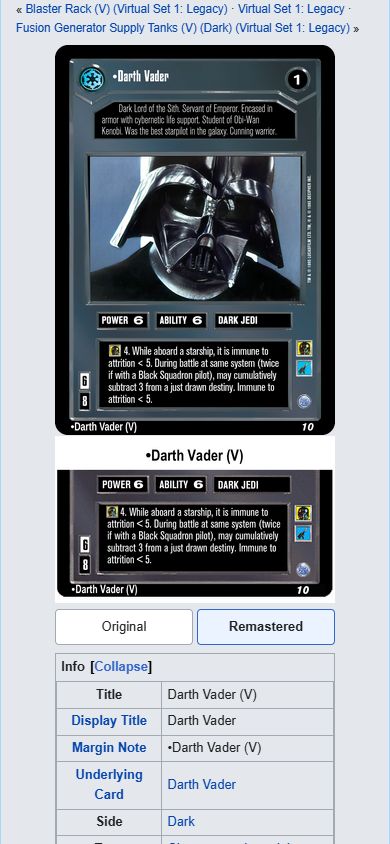 « Blaster Rack (V) (Virtual Set 1: Legacy) · Virtual Set 1: Legacy ·
Fusion Generator Supply Tanks (V) (Dark) (Virtual Set 1: Legacy) »
•Darth Vader
1
Dark Lord of the Sith. Servant of Emperor. Encased in
armor with cybernetic life support. Student of Obi-Wan
Kenobi. Was the best starpilot in the galaxy. Cunning warrior.
POWER 6 ABILITY 6 DARK JEDI
4. While aboard a starship, it is immune to
attrition < 5. During battle at same system (twice
if with a Black Squadron pilot), may cumulatively
subtract 3 from a just drawn destiny. Immune to
attrition < 5.
6
8
•Darth Vader (V) 10
•Darth Vader (V)
POWER 6 ABILITY 6 DARK JEDI
4. While aboard a starship, it is immune to
attrition < 5. During battle at same system (twice
if with a Black Squadron pilot), may cumulatively
subtract 3 from a just drawn destiny. Immune to
attrition < 5.
6
8
•Darth Vader (V) 10
Original Remastered
Info [Collapse]
Title Darth Vader (V)
Display Title Darth Vader
Margin Note •Darth Vader (V)
Underlying
Card Darth Vader
Side Dark